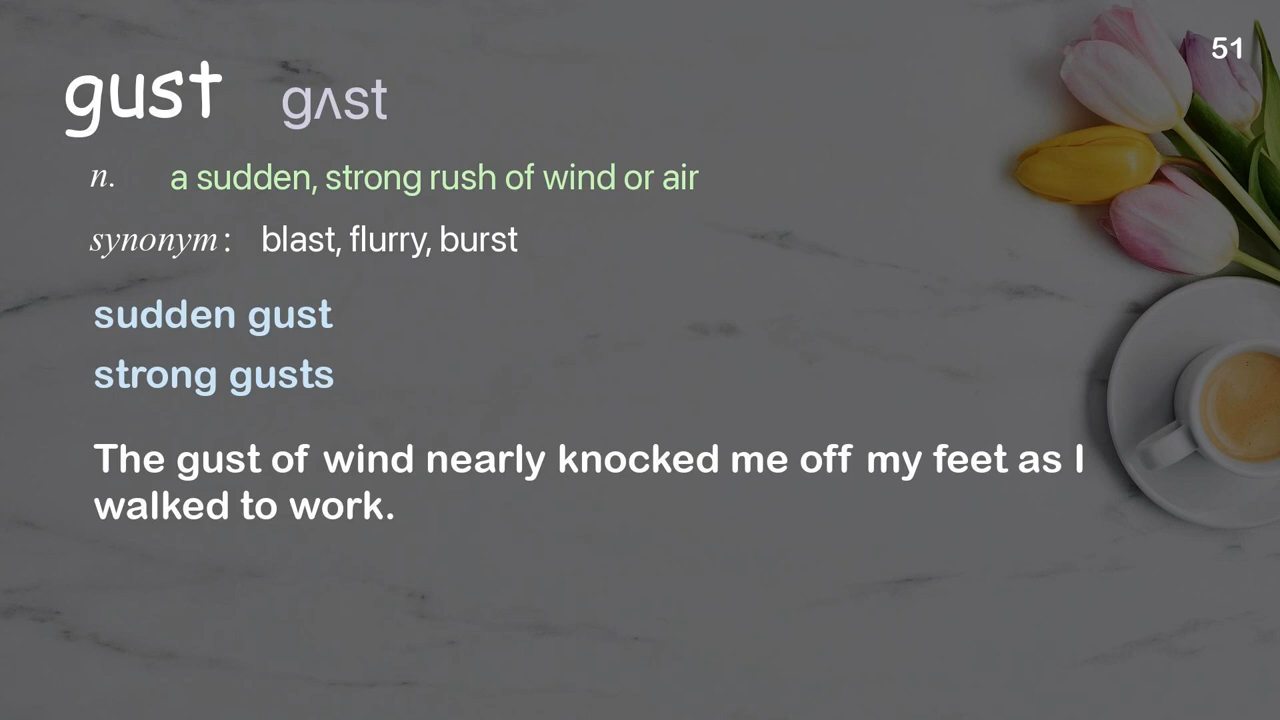 51
gust gʌst
n. a sudden, strong rush of wind or air
synonym: blast, flurry, burst
sudden gust
strong gusts
The gust of wind nearly knocked me off my feet as I
walked to work.